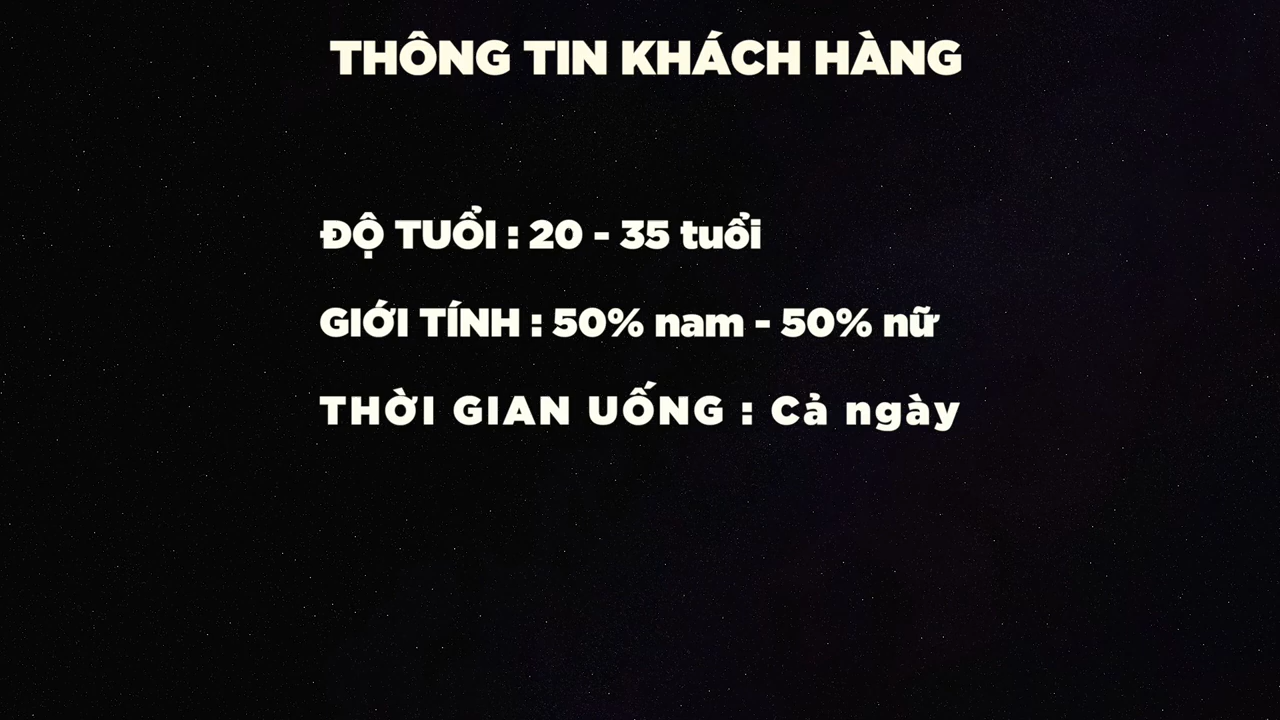 THÔNG TIN KHÁCH HÀNG
ĐỘ TUỔI : 20 - 35 tuổi
GIỚI TÍNH : 50% nam - 50% nữ
THỜI GIAN UỐNG : Cả ngày